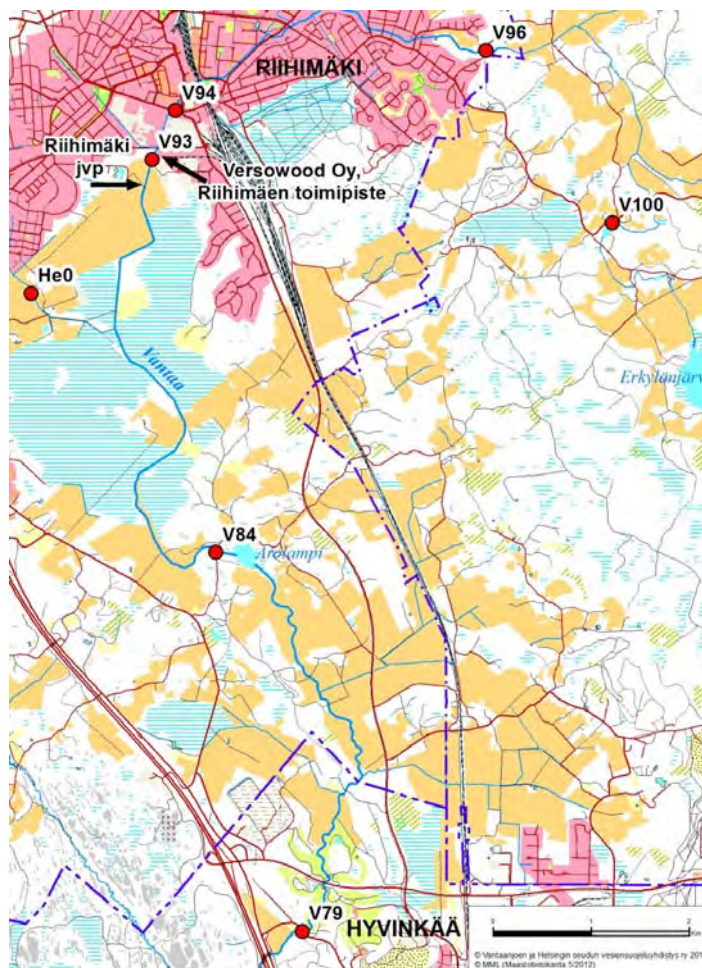 V96
RIIHIMÄKI
V94
V93
Riihimäki
jvp
Versowood Oy,
Riihimäen toimipiste
V100
He0
Vantaa
Erkylänjärv
V84
Arolampi
V79
HYVINKÄÄ
0 1 2
Km
© Vantaanjoen ja Helsingin seudun vesiensuojeluyhdistys ry 201
© MML (Maastotietokanta 5/2012)